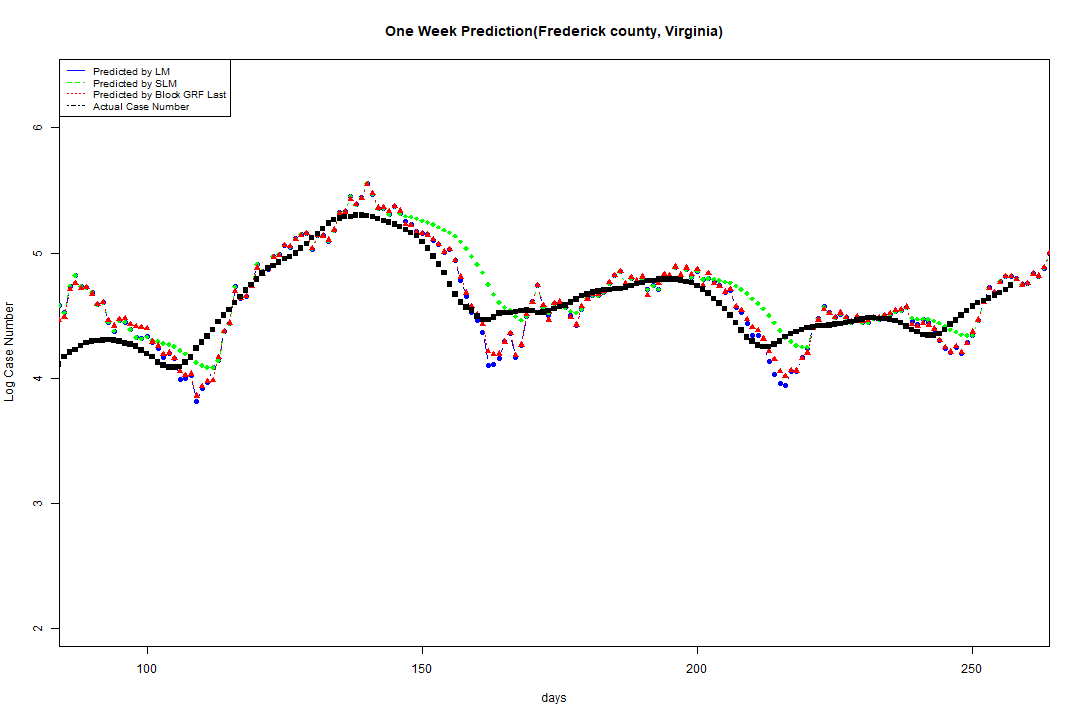 One Week Prediction(Frederick county, Virginia)
Predicted by LM
Predicted by SLM
Predicted by Block GRF Last
Actual Case Number
6
5
4
3
2
Log Case Number
100 150 200 250
days